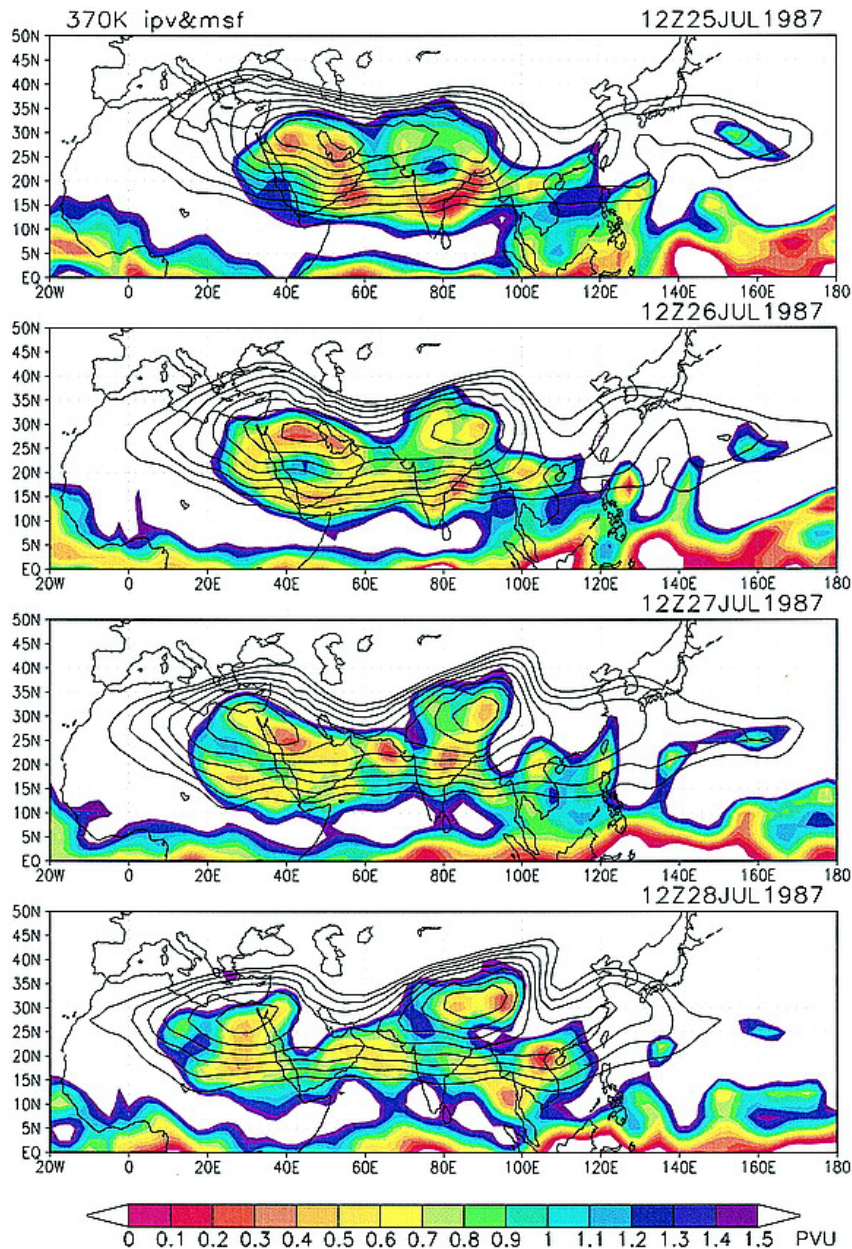 370K ipv&msf 12Z25JUL1987
50N
45N
40N
35N
30N
25N
20N
15N
10N
5N
EQ
20W 0 20E 40E 60E 80E 100E 120E 140E 160E 180
12Z26JUL1987
50N
45N
40N
35N
30N
25N
20N
15N
10N
5N
EQ
20W 0 20E 40E 60E 80E 100E 120E 140E 160E 180
12Z27JUL1987
50N
45N
40N
35N
30N
25N
20N
15N
10N
5N
EQ
20W 0 20E 40E 60E 80E 100E 120E 140E 160E 180
12Z28JUL1987
50N
45N
40N
35N
30N
25N
20N
15N
10N
5N
EQ
20W 0 20E 40E 60E 80E 100E 120E 140E 160E 180
0 0.1 0.2 0.3 0.4 0.5 0.6 0.7 0.8 0.9 1 1.1 1.2 1.3 1.4 1.5 PVU